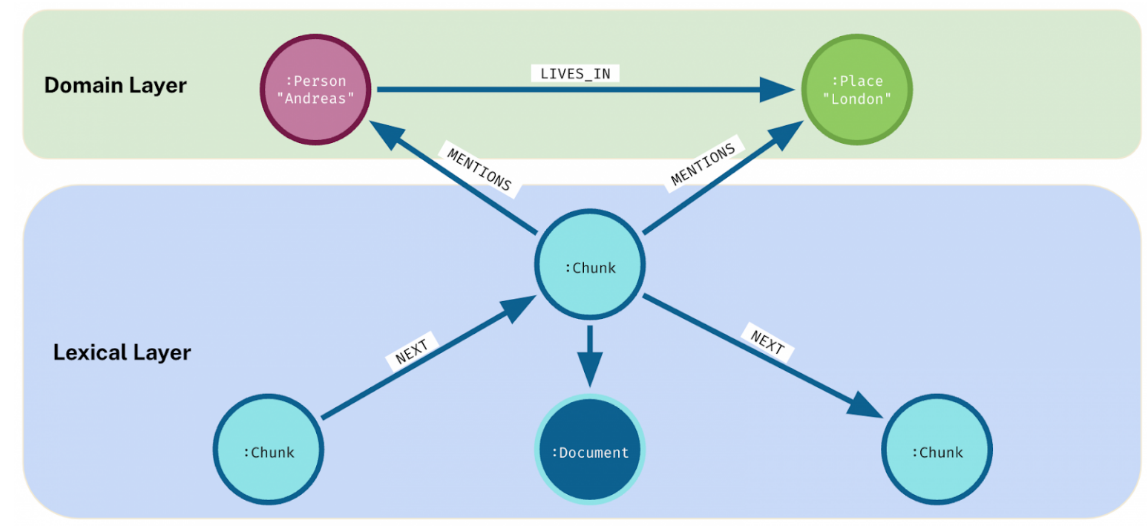 Domain Layer
:Person
"Andreas"
LIVES_IN
:Place
"London"
MENTIONS
MENTIONS
:Chunk
Lexical Layer
NEXT
NEXT
:Chunk
:Document
:Chunk